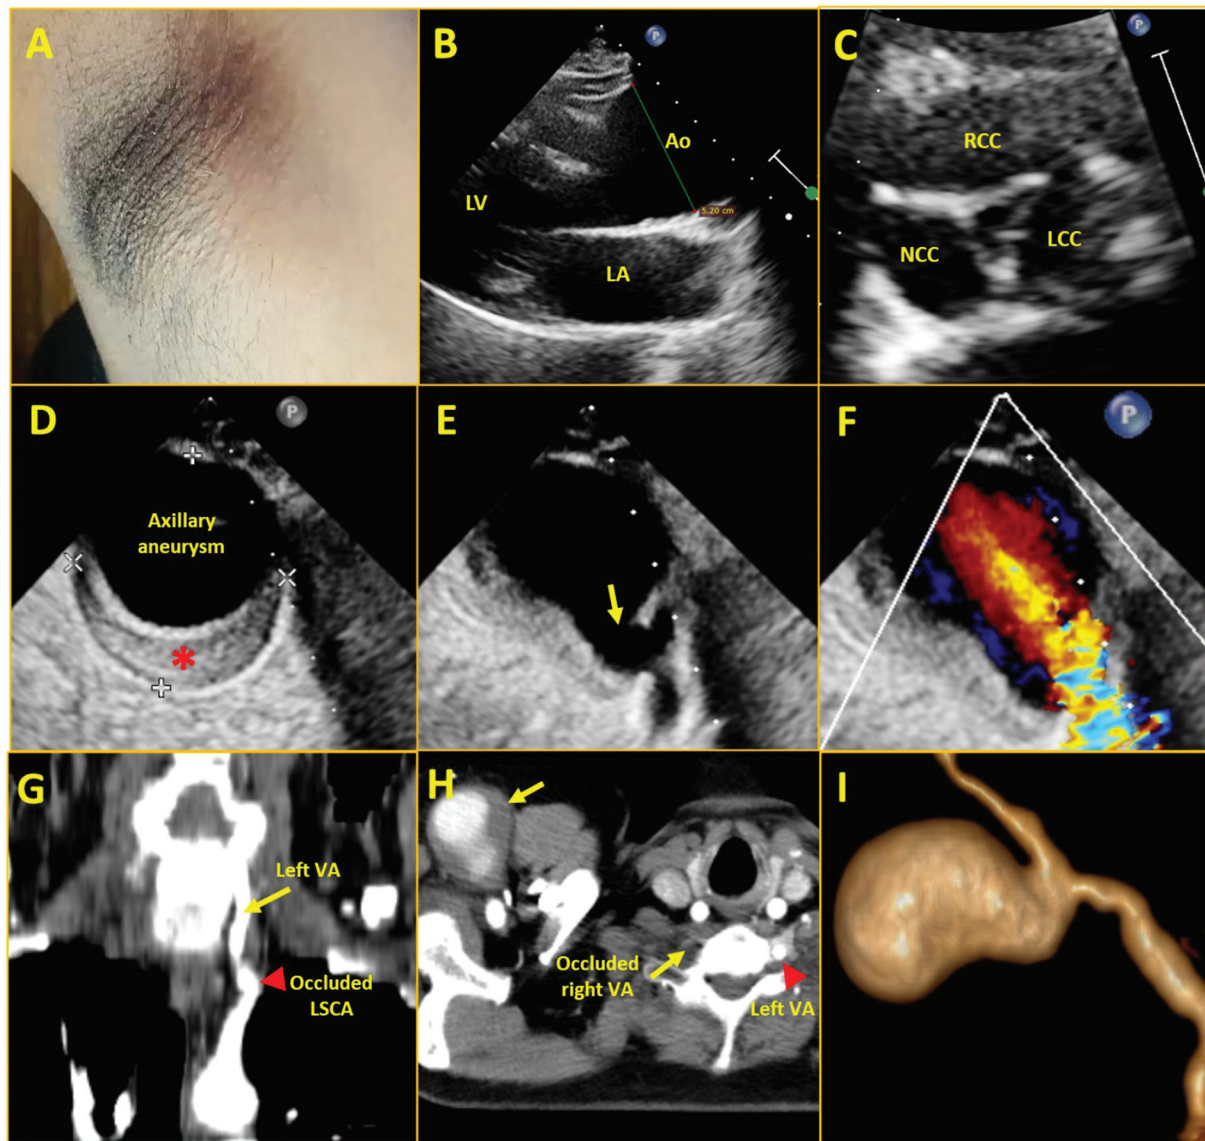 A
B
P
Ao
LV
5.20 cm
LA
C
P
RCC
NCC
LCC
D
P
Axillary
aneurysm
*
E
F
P
G
Left VA
Occluded
LSCA
H
Occluded
right VA
Left VA
I